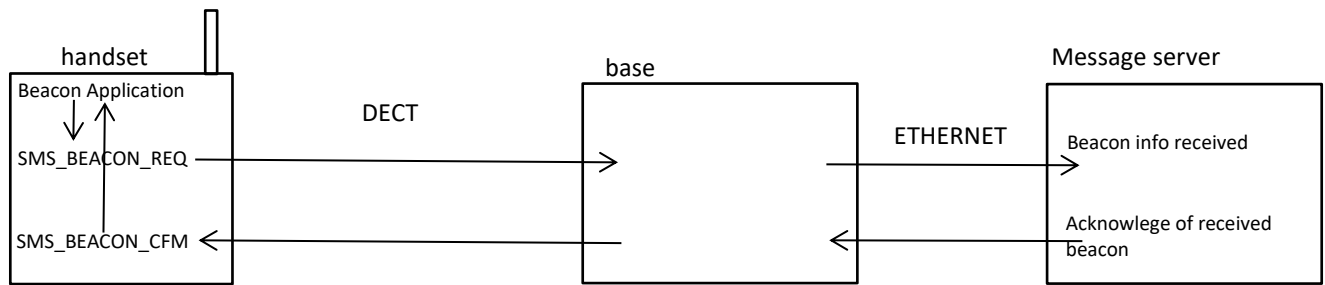 handset
Beacon Application
SMS_BEACON_REQ
SMS_BEACON_CFM
DECT
base
ETHERNET
Message server
Beacon info received
Acknowlege of received
beacon